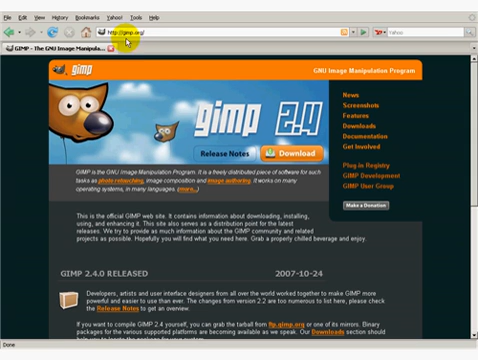 File Edit View History Bookmarks Yahoo! Tools Help
http://gimp.org/
Yahoo
GIMP - The GNU Image Manipula...
gimp
GNU Image Manipulation Program
gimp 2.4
Release Notes
Download
News
Screenshots
Features
Downloads
Documentation
Get Involved
Plug-in Registry
GIMP Development
GIMP User Group
Make a Donation
GIMP is the GNU Image Manipulation Program. It is a freely distributed piece of software for such
tasks as photo retouching, image composition and image authoring. It works on many
operating systems, in many languages. (more...)
This is the official GIMP web site. It contains information about downloading, installing,
using, and enhancing it. This site also serves as a distribution point for the latest
releases. We try to provide as much information about the GIMP community and related
projects as possible. Hopefully you will find what you need here. Grab a properly chilled beverage and enjoy.
GIMP 2.4.0 RELEASED
2007-10-24
Developers, artists and user interface designers from all over the world worked together to make GIMP more
powerful and easier to use than ever. The changes from version 2.2 are too numerous to list here, please check
the Release Notes to get an overview.
If you want to compile GIMP 2.4 yourself, you can grab the tarball from ftp.gimp.org or one of its mirrors. Binary
packages for the various supported platforms are becoming available as we speak. Our Downloads section should
Done